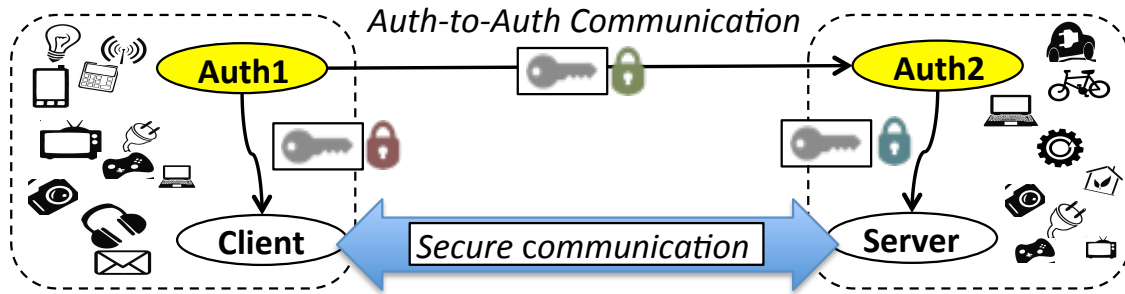 Auth-to-Auth Communication
Auth1
Auth2
Client
Secure communication
Server